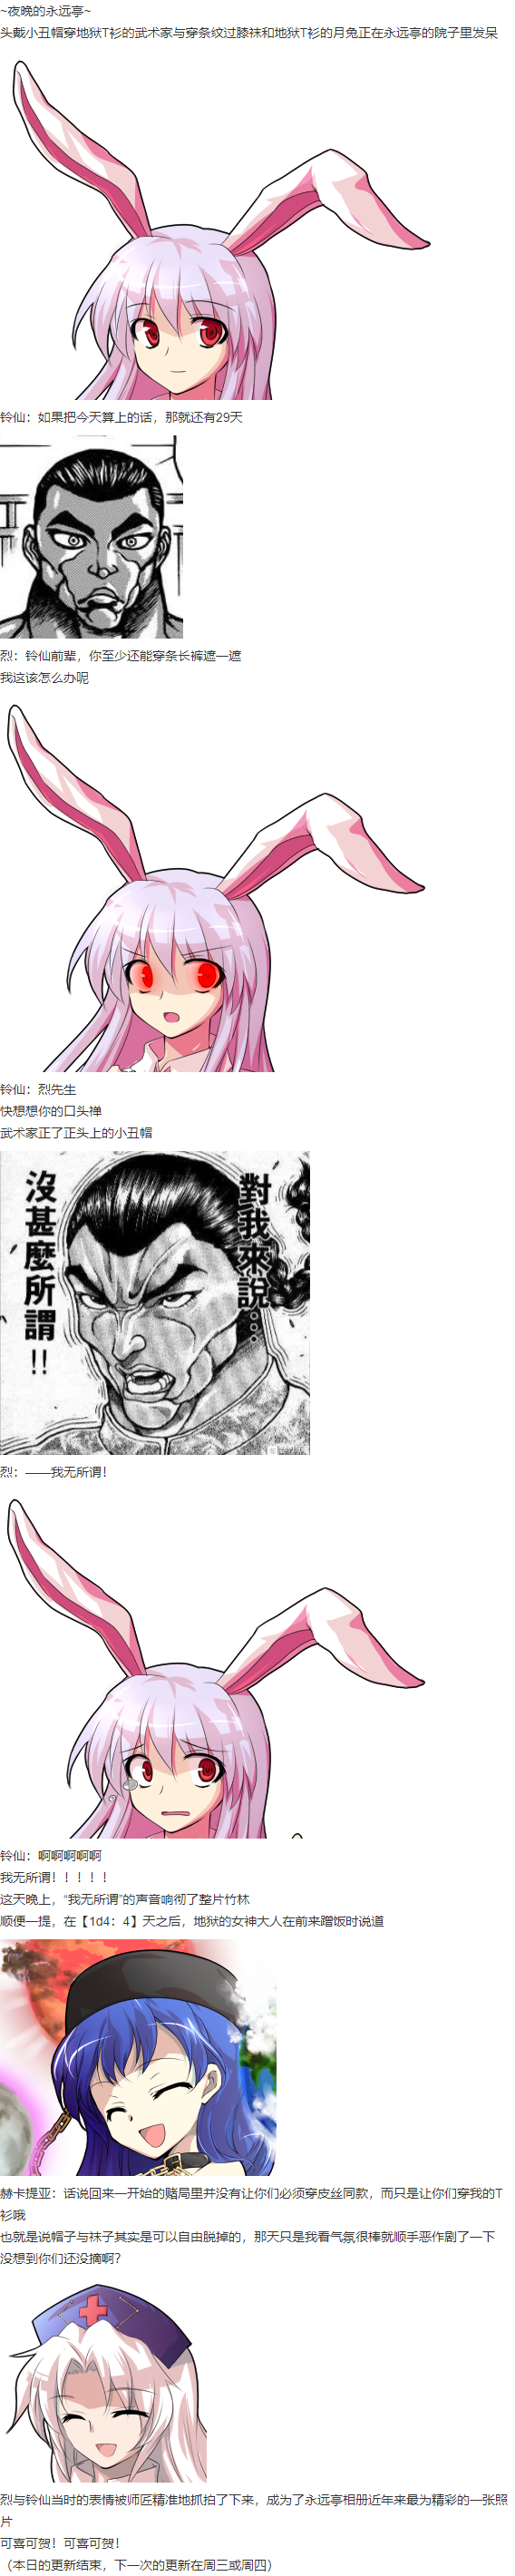 ~夜晚的永远亭~
头戴小丑帽穿地狱T衫的武术家与穿条纹过膝袜和地狱T衫的月兔正在永远亭的院子里发呆
铃仙：如果把今天算上的话，那就还有29天
烈：铃仙前辈，你至少还能穿条长裤遮一遮
我这该怎么办呢
铃仙：烈先生
快想想你的口头禅
武术家正了正头上的小丑帽
對我來說…
沒甚麼所謂!!
烈：——我无所谓！
铃仙：啊啊啊啊啊
我无所谓！！！！！
这天晚上，“我无所谓”的声音响彻了整片竹林
顺便一提，在【1d4：4】天之后，地狱的女神大人在前来蹭饭时说道
赫卡提亚：话说回来一开始的赌局里并没有让你们必须穿皮丝同款，而只是让你们穿我的T
衫哦
也就是说帽子与袜子其实是可以自由脱掉的，那天只是我看气氛很棒就顺手恶作剧了一下
没想到你们还没摘啊？
烈与铃仙当时的表情被师匠精准地抓拍了下来，成为了永远亭相册近年来最为精彩的一张照
片
可喜可贺！可喜可贺！
（本日的更新结束，下一次的更新在周三或周四）